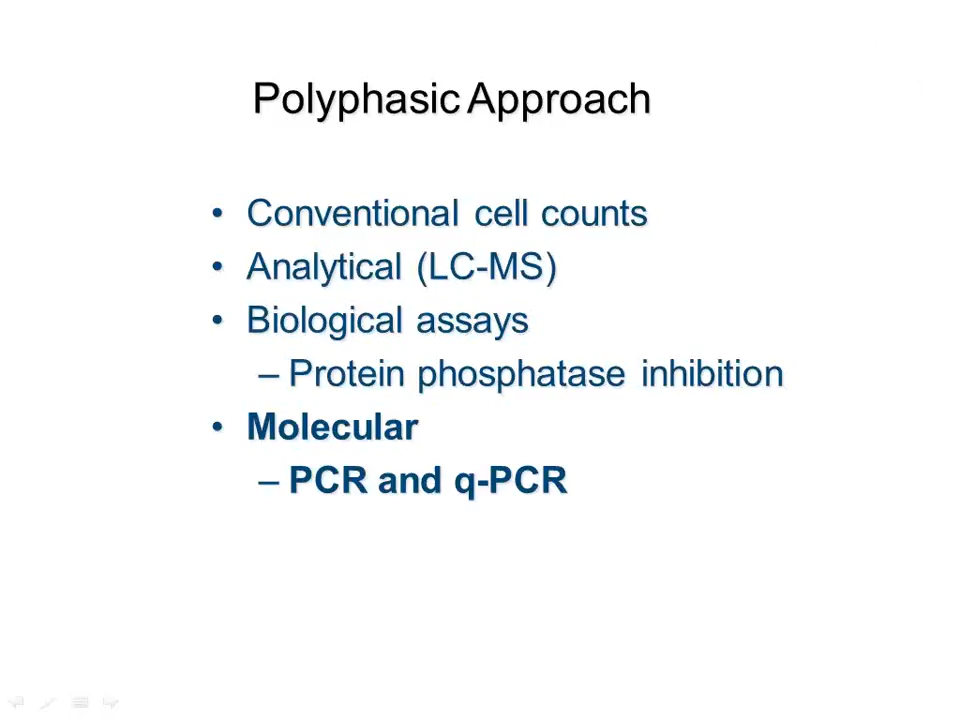 Polyphasic Approach
• Conventional cell counts
• Analytical (LC-MS)
• Biological assays
– Protein phosphatase inhibition
• Molecular
– PCR and q-PCR